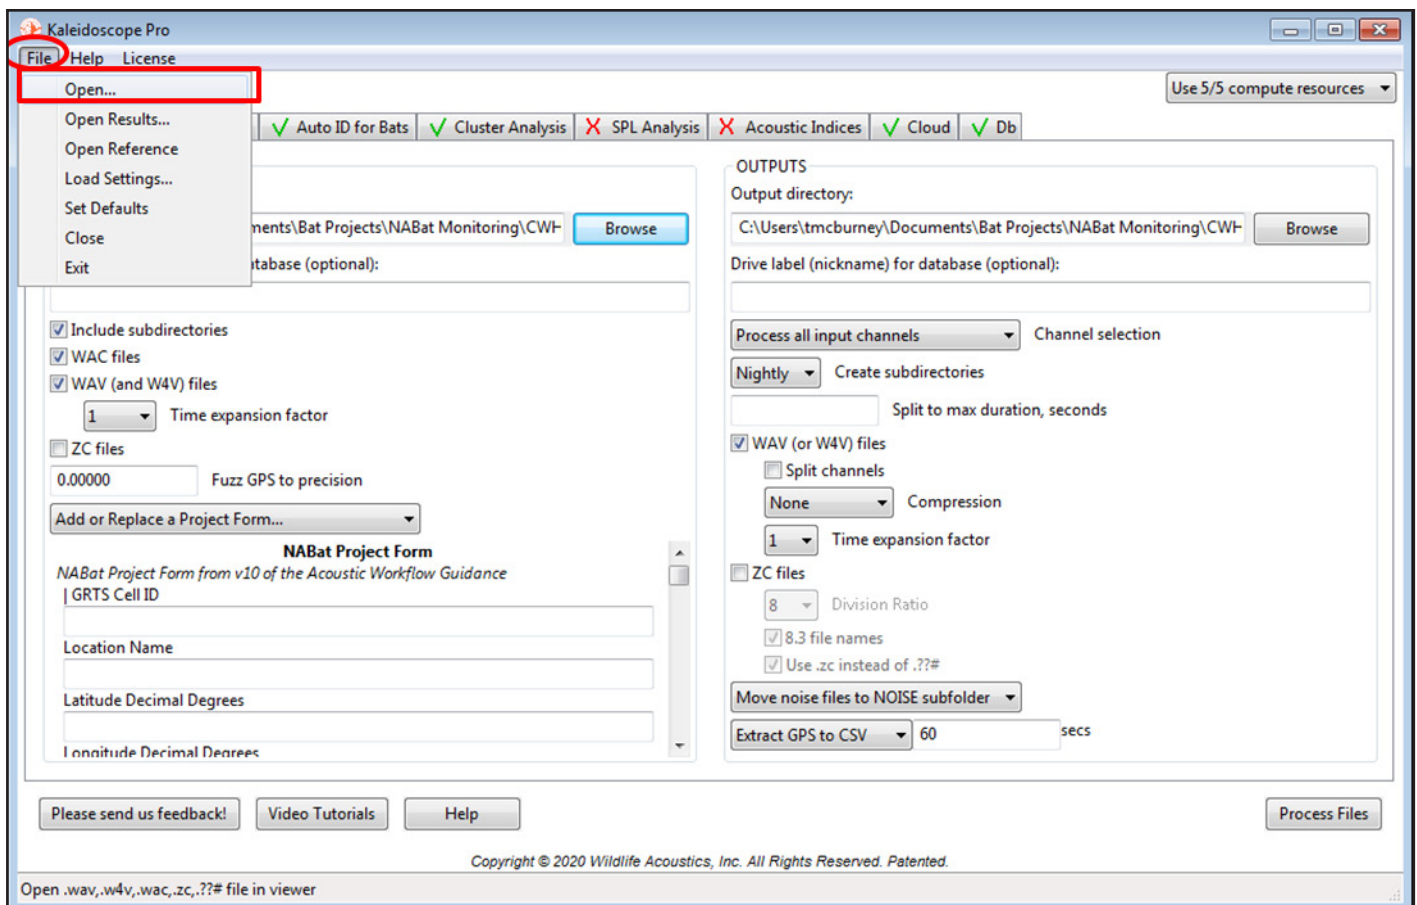 Kaleidoscope Pro
File Help License
Open...
Use 5/5 compute resources
Open Results...
Auto ID for Bats Cluster Analysis SPL Analysis Acoustic Indices Cloud Db
Open Reference
Load Settings...
Set Defaults
Close
Exit
ments\Bat Projects\NABat Monitoring\CWH
Browse
tabase (optional):
Include subdirectories
WAC files
WAV (and W4V) files
1 Time expansion factor
ZC files
0.00000 Fuzz GPS to precision
Add or Replace a Project Form...
NABat Project Form
NABat Project Form from v10 of the Acoustic Workflow Guidance
| GRTS Cell ID
Location Name
Latitude Decimal Degrees
Longitude Decimal Degrees
OUTPUTS
Output directory:
C:\Users\tmcburney\Documents\Bat Projects\NABat Monitoring\CWH
Browse
Drive label (nickname) for database (optional):
Process all input channels Channel selection
Nightly Create subdirectories
Split to max duration, seconds
WAV (or W4V) files
Split channels
None Compression
1 Time expansion factor
ZC files
8 Division Ratio
8.3 file names
Use .zc instead of .??#
Move noise files to NOISE subfolder
Extract GPS to CSV 60 secs
Please send us feedback! Video Tutorials Help Process Files
Copyright © 2020 Wildlife Acoustics, Inc. All Rights Reserved. Patented.
Open .wav,.w4v,.wac,.zc,.??# file in viewer